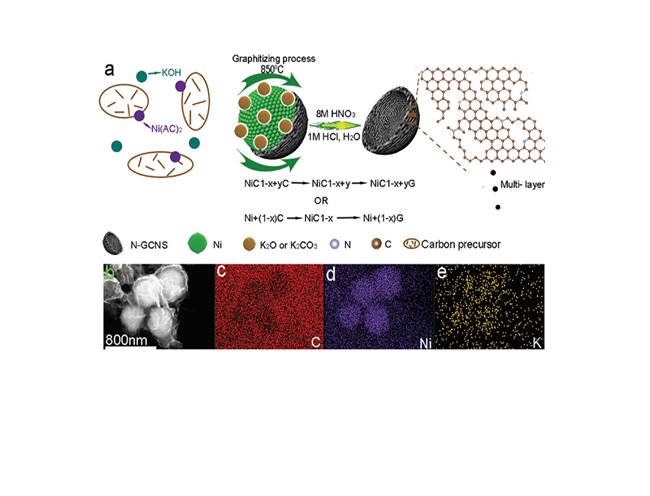 a
Graphitizing process
850°C
KOH
Ni(AC)2
8M HNO3
1M HCl, H2O
N
N
NiC1-x+yC → NiC1-x+y → NiC1-x+yG
OR
Ni+(1-x)C → NiC1-x → Ni+(1-x)G
Multi- layer
N-GCNS
Ni
K2O or K2CO3
N
C
Carbon precursor
b
800nm
c
C
d
Ni
e
K